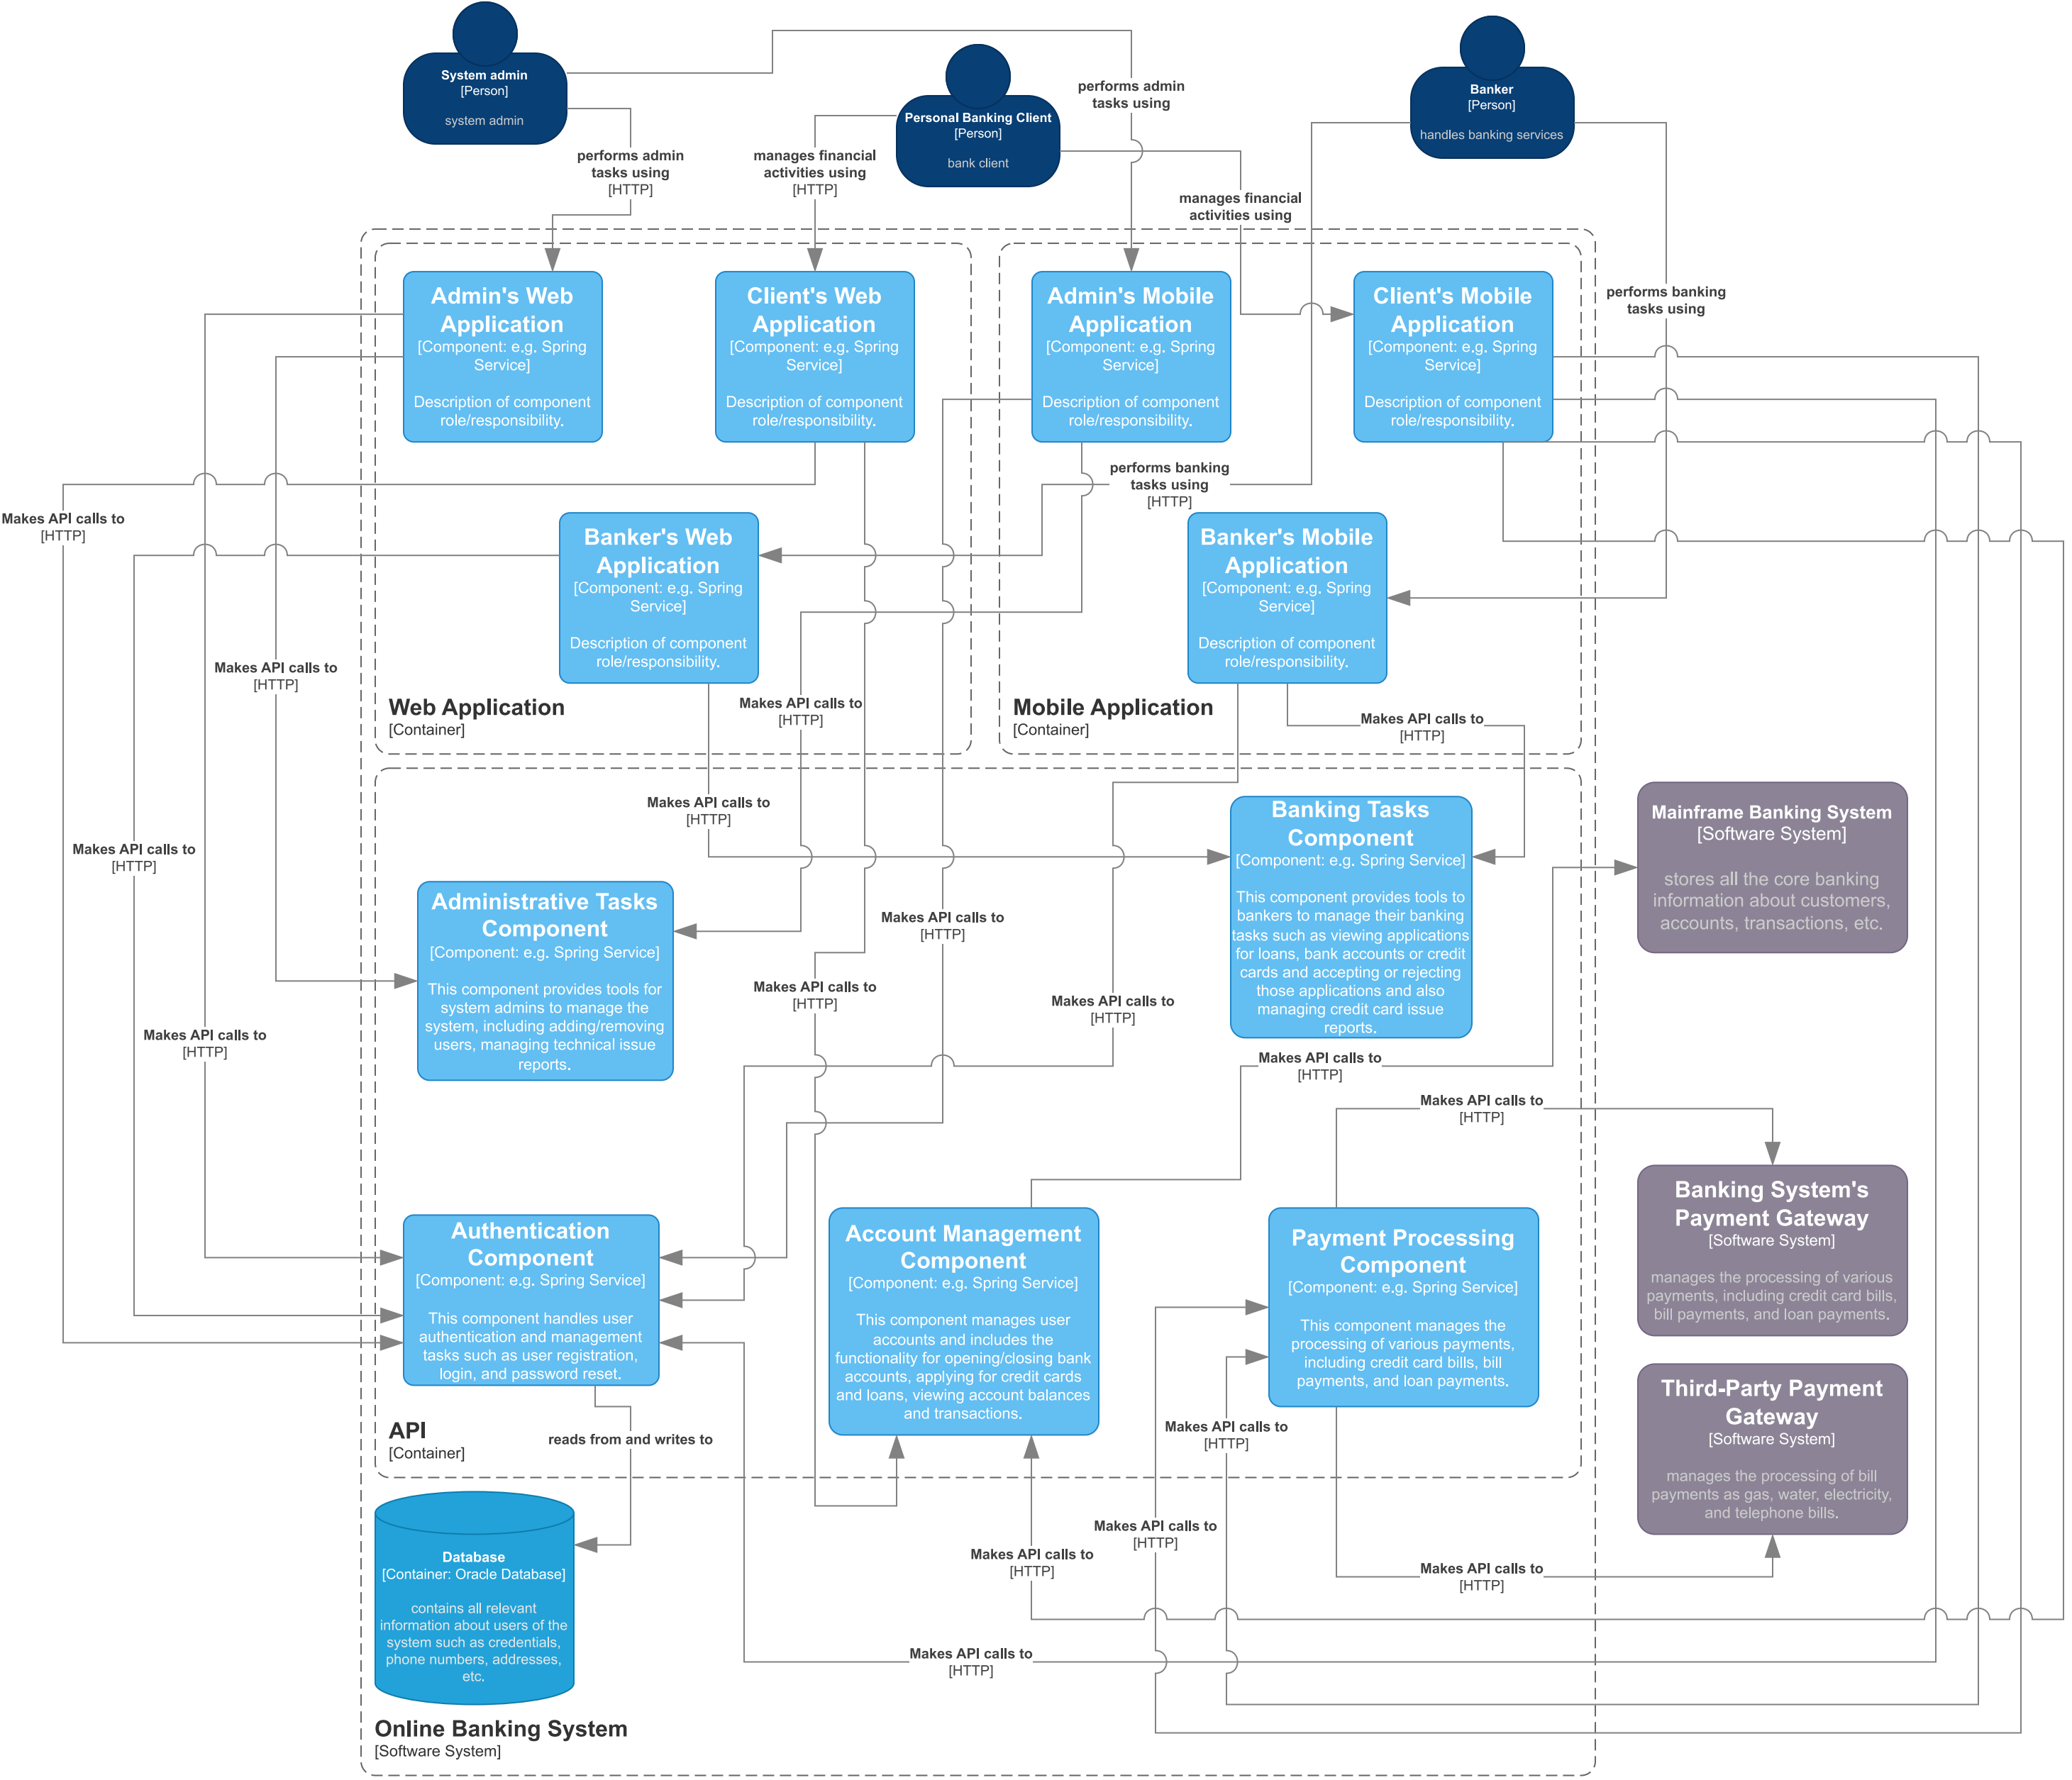 System admin
[Person]
system admin
Personal Banking Client
[Person]
bank client
Banker
[Person]
handles banking services
performs admin
tasks using
performs admin
tasks using
[HTTP]
manages financial
activities using
[HTTP]
manages financial
activities using
performs banking
tasks using
Admin's Web
Application
[Component: e.g. Spring
Service]
Description of component
role/responsibility.
Client's Web
Application
[Component: e.g. Spring
Service]
Description of component
role/responsibility.
Admin's Mobile
Application
[Component: e.g. Spring
Service]
Description of component
role/responsibility.
Client's Mobile
Application
[Component: e.g. Spring
Service]
Description of component
role/responsibility.
performs banking
tasks using
[HTTP]
Makes API calls to
[HTTP]
Banker's Web
Application
[Component: e.g. Spring
Service]
Description of component
role/responsibility.
Banker's Mobile
Application
[Component: e.g. Spring
Service]
Description of component
role/responsibility.
Makes API calls to
[HTTP]
Web Application
[Container]
Makes API calls to
[HTTP]
Mobile Application
[Container]
Makes API calls to
[HTTP]
Makes API calls to
[HTTP]
Makes API calls to
[HTTP]
Banking Tasks
Component
[Component: e.g. Spring Service]
This component provides tools to
bankers to manage their banking
tasks such as viewing applications
for loans, bank accounts or credit
cards and accepting or rejecting
those applications and also
managing credit card issue
reports.
Mainframe Banking System
[Software System]
stores all the core banking
information about customers,
accounts, transactions, etc.
Administrative Tasks
Component
[Component: e.g. Spring Service]
This component provides tools for
system admins to manage the
system, including adding/removing
users, managing technical issue
reports.
Makes API calls to
[HTTP]
Makes API calls to
[HTTP]
Makes API calls to
[HTTP]
Makes API calls to
[HTTP]
Makes API calls to
[HTTP]
Makes API calls to
[HTTP]
Authentication
Component
[Component: e.g. Spring Service]
This component handles user
authentication and management
tasks such as user registration,
login, and password reset.
Account Management
Component
[Component: e.g. Spring Service]
This component manages user
accounts and includes the
functionality for opening/closing bank
accounts, applying for credit cards
and loans, viewing account balances
and transactions.
Payment Processing
Component
[Component: e.g. Spring Service]
This component manages the
processing of various payments,
including credit card bills, bill
payments, and loan payments.
Banking System's
Payment Gateway
[Software System]
manages the processing of various
payments, including credit card bills,
bill payments, and loan payments.
Third-Party Payment
Gateway
[Software System]
manages the processing of bill
payments as gas, water, electricity,
and telephone bills.
API
[Container]
reads from and writes to
Makes API calls to
[HTTP]
Makes API calls to
[HTTP]
Makes API calls to
[HTTP]
Makes API calls to
[HTTP]
Database
[Container: Oracle Database]
contains all relevant
information about users of the
system such as credentials,
phone numbers, addresses,
etc.
Makes API calls to
[HTTP]
Online Banking System
[Software System]